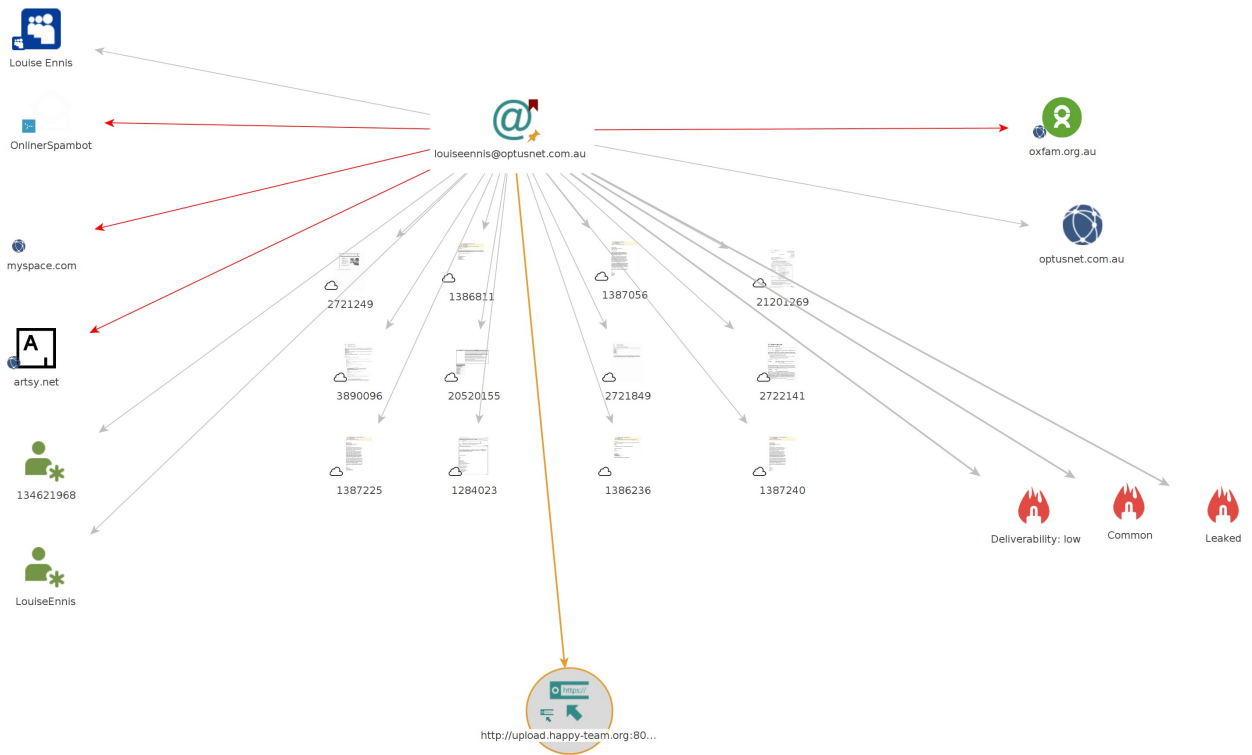 Louise Ennis
OnlinerSpambot
myspace.com
A
artsy.net
134621968
LouiseEnnis
@
louiseennis@optusnet.com.au
oxfam.org.au
optusnet.com.au
2721249
1386811
1387056
21201269
3890096
20520155
2721849
2722141
1387225
1284023
1386236
1387240
Deliverability: low
Common
Leaked
https://
http://upload.happy-team.org:80...